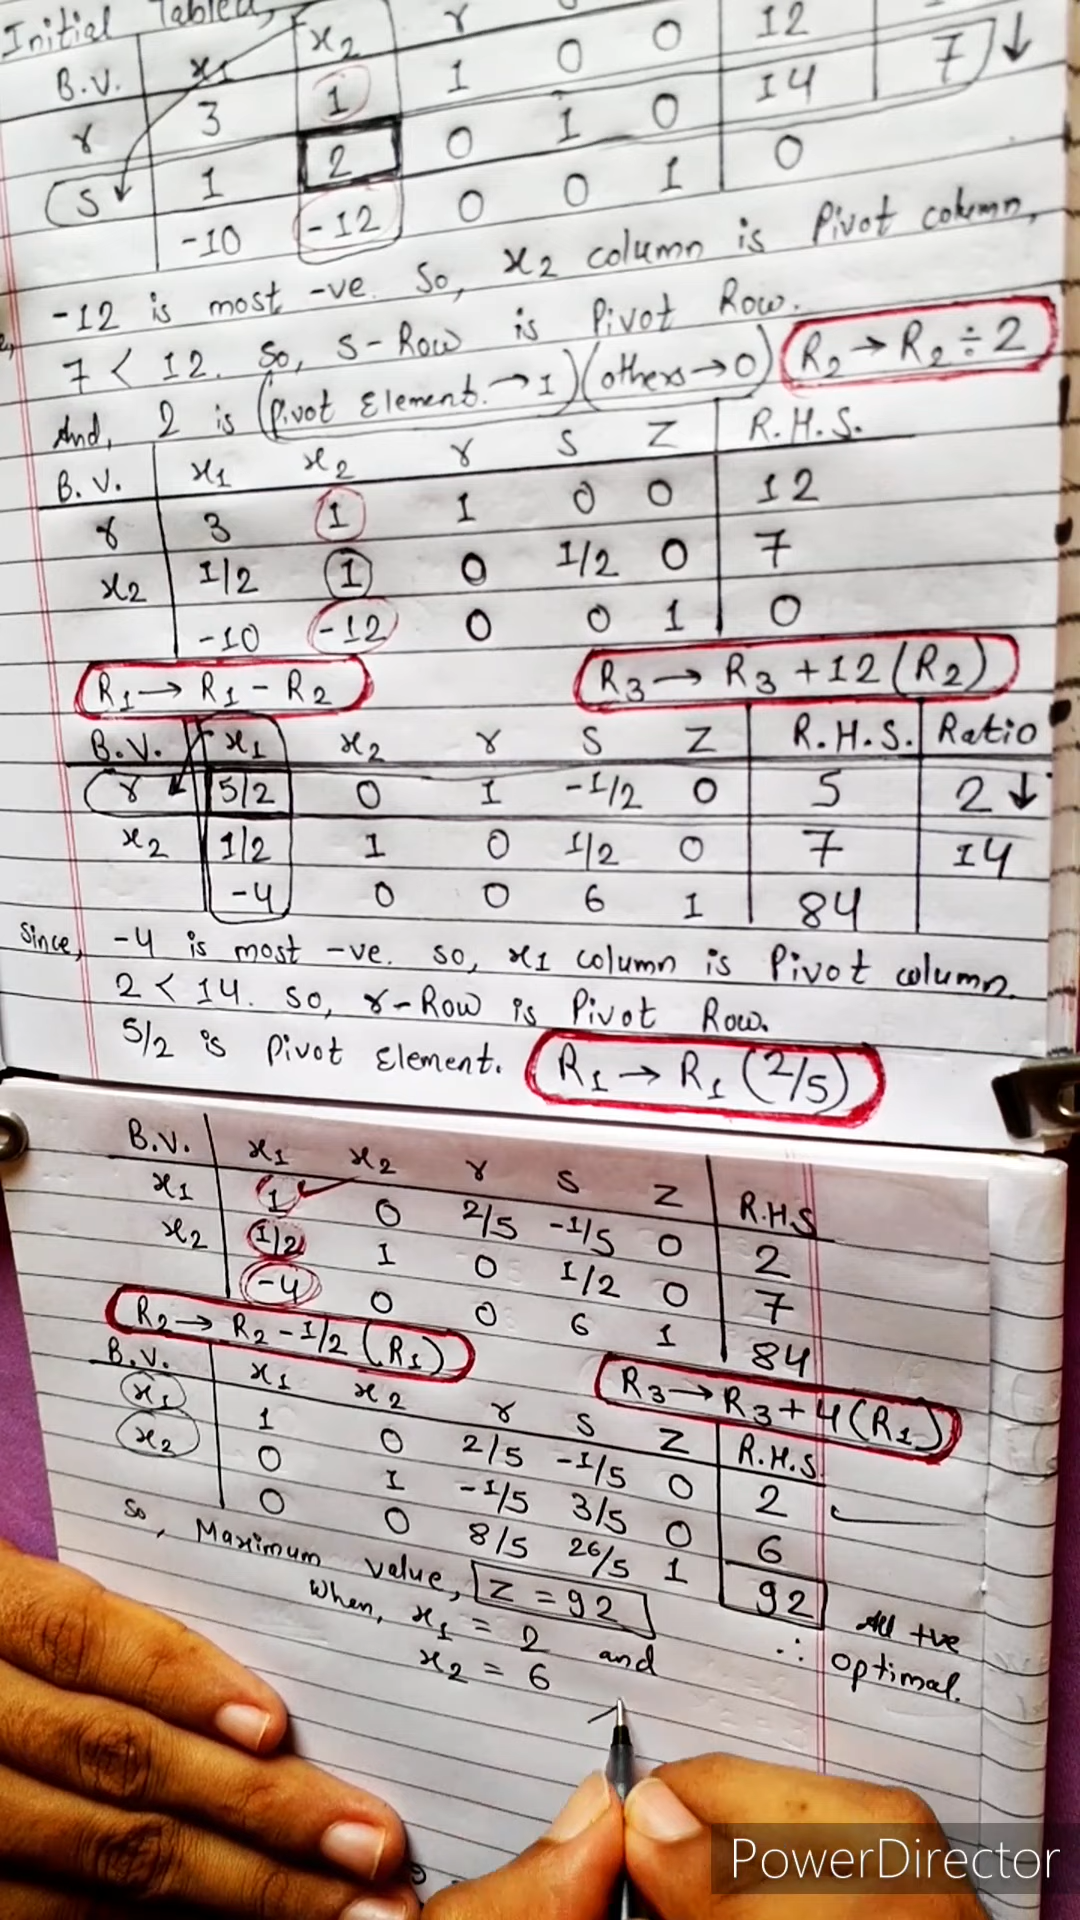 Initial Tableau,
B.V. x1 x2 r
r 3 1 1 0 0 12
S 1 2 0 1 0 14 7 ↓
-10 -12 0 0 1 0
-12 is most -ve. So, x2 column is Pivot column,
7 < 12. So, S-Row is Pivot Row.
And, 2 is (Pivot Element. → 1) (others → 0) R2 → R2 ÷ 2
B.V. x1 x2 r S Z R.H.S.
r 3 1 1 0 0 12
x2 1/2 1 0 1/2 0 7
-10 -12 0 0 1 0
R1 → R1 - R2 R3 → R3 + 12 (R2)
B.V. x1 x2 r S Z R.H.S. Ratio
r 5/2 0 1 -1/2 0 5 2 ↓
x2 1/2 1 0 1/2 0 7 14
-4 0 0 6 1 84
Since, -4 is most -ve. so, x1 column is Pivot column.
2 < 14. so, r-Row is Pivot Row.
5/2 is Pivot Element. R1 → R1 (2/5)
B.V. x1 x2 r S Z R.H.S
x1 1 0 2/5 -1/5 0 2
x2 1/2 1 0 1/2 0 7
-4 0 0 6 1 84
R2 → R2 - 1/2 (R1) R3 → R3 + 4 (R1)
B.V. x1 x2 r S Z R.H.S.
x1 1 0 2/5 -1/5 0 2
x2 0 1 -1/5 3/5 0 6
0 0 8/5 26/5 1 92
So, Maximum value, Z = 92 All +ve
When, x1 = 2 and ∴ optimal.
x2 = 6
PowerDirector